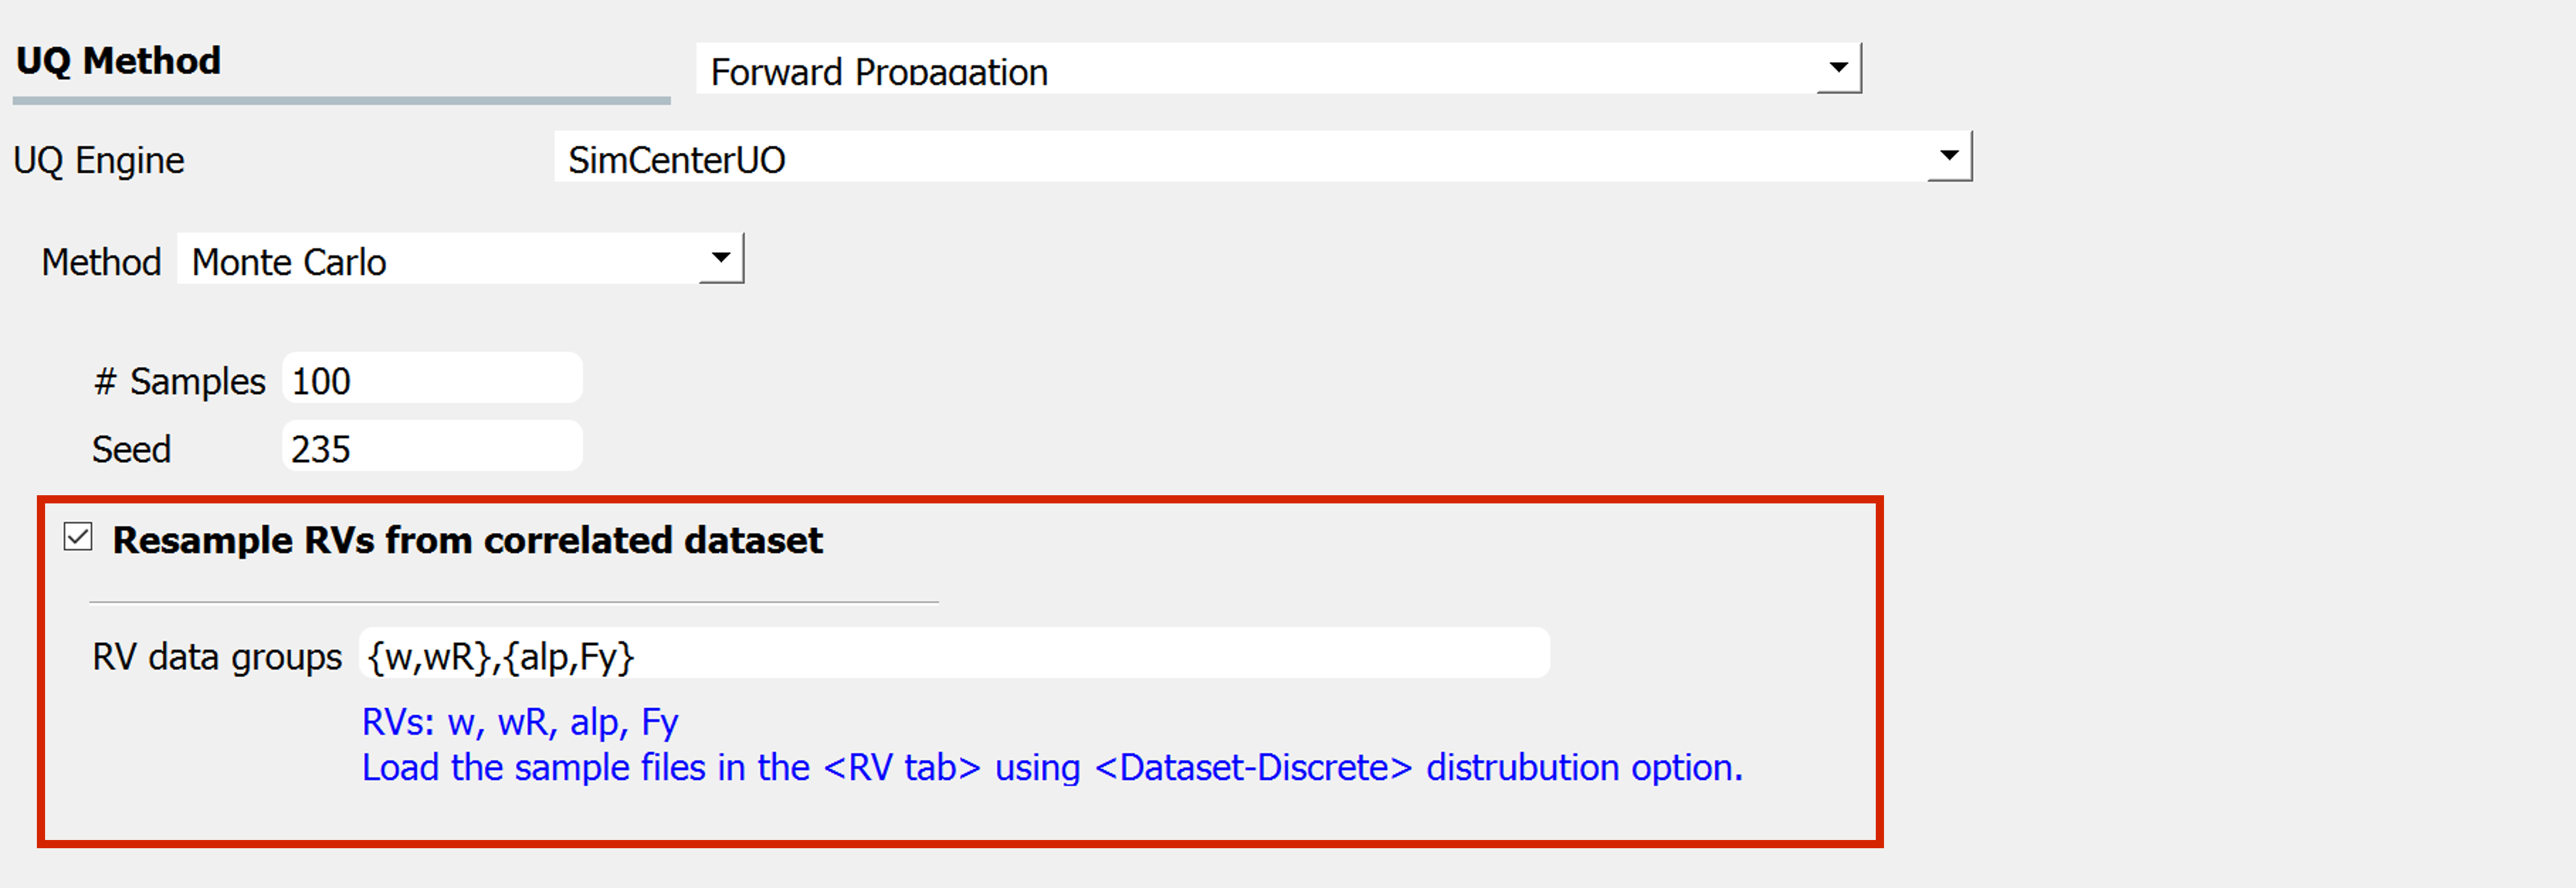 UQ Method Forward Propagation
UQ Engine SimCenterUQ
Method Monte Carlo
# Samples 100
Seed 235
Resample RVs from correlated dataset
RV data groups {w,wR},{alp,Fy}
RVs: w, wR, alp, Fy
Load the sample files in the <RV tab> using <Dataset-Discrete> distrubution option.